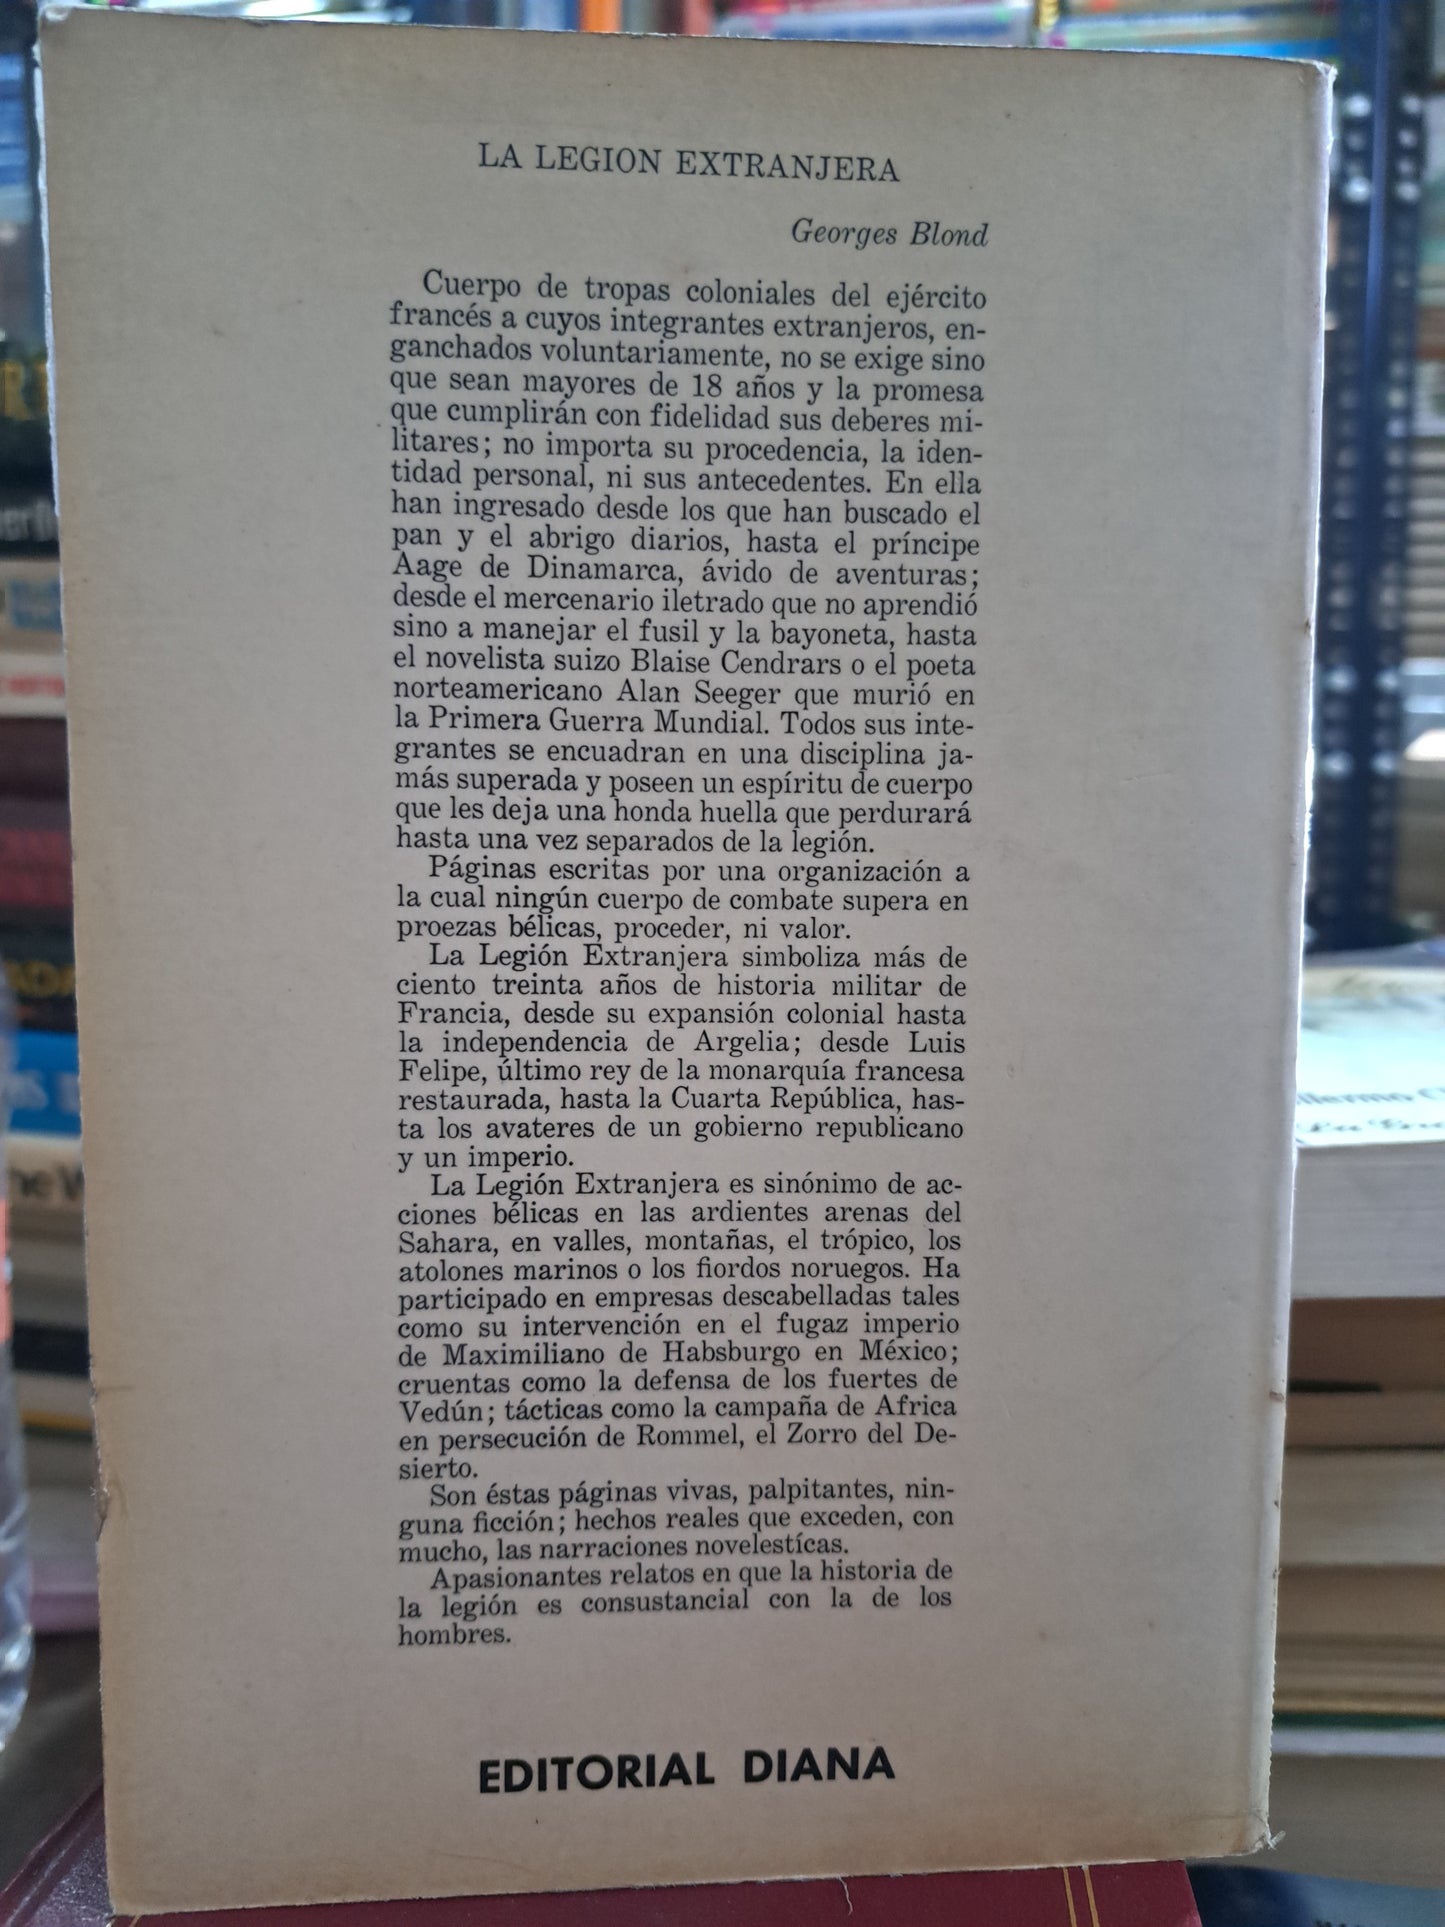 LA LEGION EXTRANJERA
Georges Blond
Cuerpo de tropas coloniales del ejército
francés a cuyos integrantes extranjeros, en-
ganchados voluntariamente, no se exige sino
que sean mayores de 18 años y la promesa
que cumplirán con fidelidad sus deberes mi-
litares; no importa su procedencia, la iden-
tidad personal, ni sus antecedentes. En ella
han ingresado desde los que han buscado el
pan y el abrigo diarios, hasta el príncipe
Aage de Dinamarca, ávido de aventuras;
desde el mercenario iletrado que no aprendió
sino a manejar el fusil y la bayoneta, hasta
el novelista suizo Blaise Cendrars o el poeta
norteamericano Alan Seeger que murió en
la Primera Guerra Mundial. Todos sus inte-
grantes se encuadran en una disciplina ja-
más superada y poseen un espíritu de cuerpo
que les deja una honda huella que perdurará
hasta una vez separados de la legión.
Páginas escritas por una organización a
la cual ningún cuerpo de combate supera en
proezas bélicas, proceder, ni valor.
La Legión Extranjera simboliza más de
ciento treinta años de historia militar de
Francia, desde su expansión colonial hasta
la independencia de Argelia; desde Luis
Felipe, último rey de la monarquía francesa
restaurada, hasta la Cuarta República, has-
ta los avateres de un gobierno republicano
y un imperio.
La Legión Extranjera es sinónimo de ac-
ciones bélicas en las ardientes arenas del
Sahara, en valles, montañas, el trópico, los
atolones marinos o los fiordos noruegos. Ha
participado en empresas descabelladas tales
como su intervención en el fugaz imperio
de Maximiliano de Habsburgo en México;
cruentas como la defensa de los fuertes de
Vedún; tácticas como la campaña de Africa
en persecución de Rommel, el Zorro del De-
sierto.
Son éstas páginas vivas, palpitantes, nin-
guna ficción; hechos reales que exceden, con
mucho, las narraciones novelestícas.
Apasionantes relatos en que la historia de
la legión es consustancial con la de los
hombres.
EDITORIAL DIANA